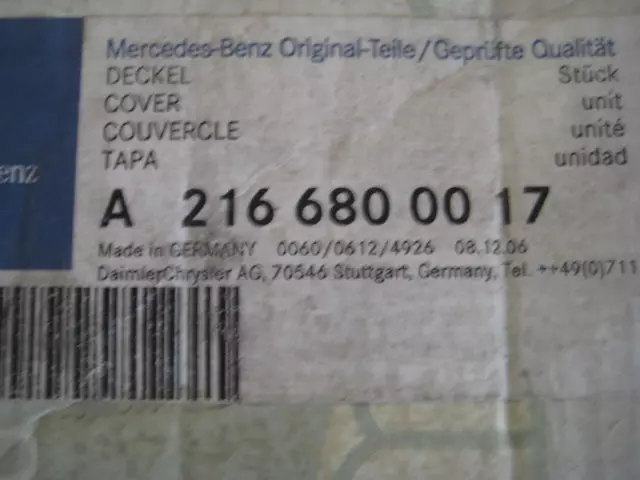 Mercedes-Benz Original-Teile/Geprüfte Qualität
DECKEL Stück
COVER unit
COUVERCLE unité
TAPA unidad
enz
A 216 680 00 17
Made in GERMANY 0060/0612/4926 08.12.06
DaimlerChrysler AG, 70546 Stuttgart, Germany, Tel. ++49(0)711